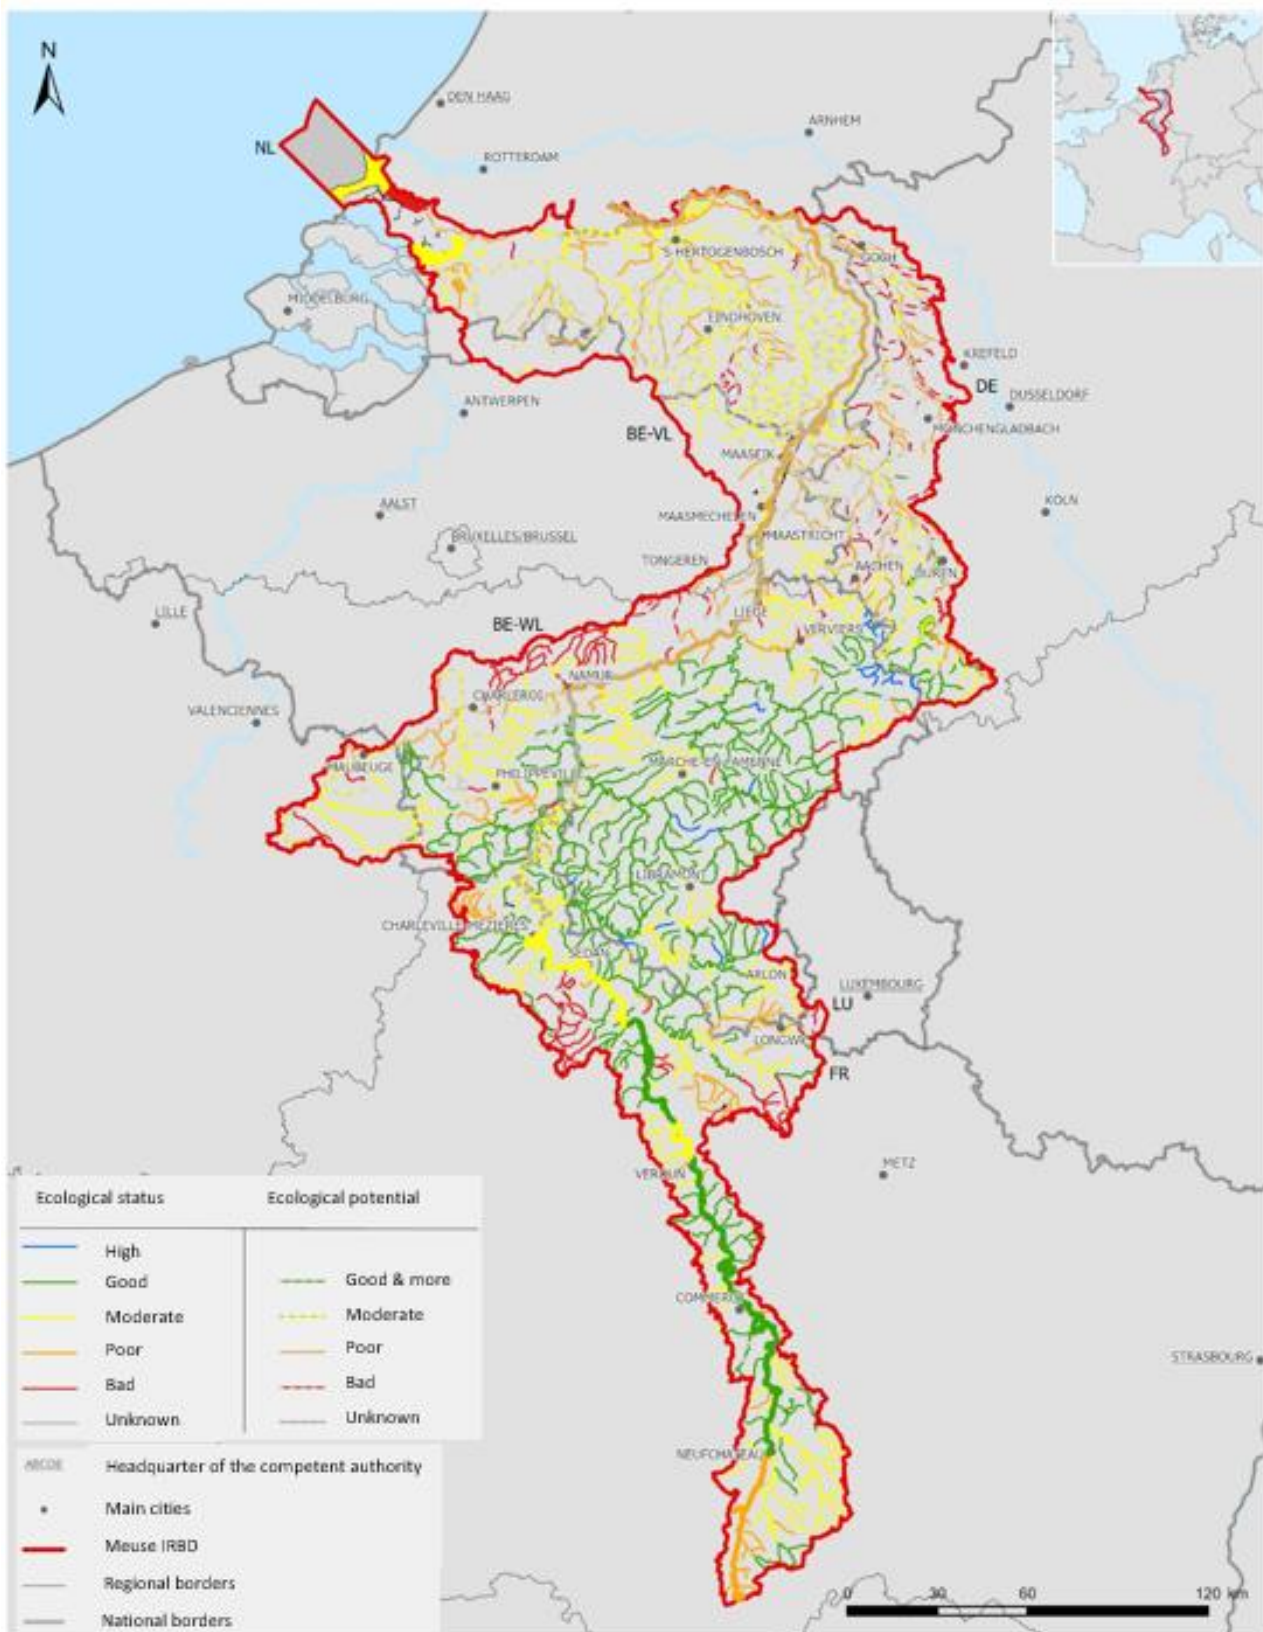 N
DEN HAAG
ARNHEM
NL
ROTTERDAM
'S HERTOGENBOSCH
GOCH
MIDDELBURG
EINDHOVEN
KREFELD
DE
DUSSELDORF
ANTWERPEN
MONCHENGLADBACH
BE-VL
MAASEIK
AALST
KOLN
MAASMECHELEN
MAASTRICHT
BRUXELLES/BRUSSEL
TONGEREN
AACHEN
DUREN
LILLE
LIEGE
BE-WL
VERVIERS
NAMUR
CHARLEROI
VALENCIENNES
MAUBEUGE
MARCHE-EN-FAMENNE
PHILIPPEVILLE
LIBRAMONT
CHARLEVILLE-MEZIERES
SEDAN
ARLON
LUXEMBOURG
LU
LONGWY
FR
METZ
VERDUN
COMMERCY
STRASBOURG
NEUFCHATEAU
Ecological status
Ecological potential
High
Good
Good & more
Moderate
Moderate
Poor
Poor
Bad
Bad
Unknown
Unknown
ABCDE
Headquarter of the competent authority
Main cities
Meuse IRBD
Regional borders
National borders
0 30 60 120 km